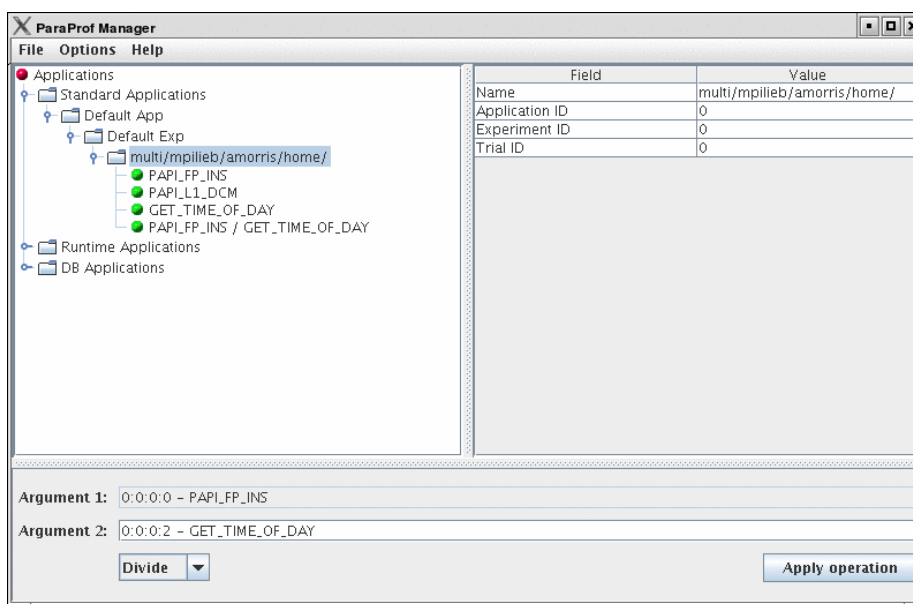 ParaProf Manager
File Options Help
Applications
Standard Applications
Default App
Default Exp
multi/mpilieb/amorris/home/
PAPI_FP_INS
PAPI_L1_DCM
GET_TIME_OF_DAY
PAPI_FP_INS / GET_TIME_OF_DAY
Runtime Applications
DB Applications
Field Value
Name multi/mpilieb/amorris/home/
Application ID 0
Experiment ID 0
Trial ID 0
Argument 1: 0:0:0:0 – PAPI_FP_INS
Argument 2: 0:0:0:2 – GET_TIME_OF_DAY
Divide Apply operation